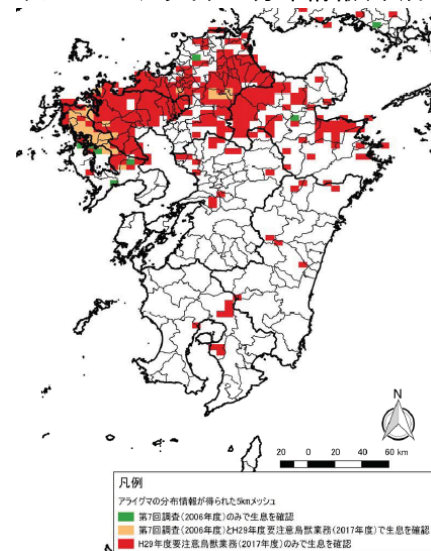 N
20 0 20 40 60 km
凡例
アライグマの分布情報が得られた5kmメッシュ
第7回調査(2006年度)のみで生息を確認
第7回調査(2006年度)とH29年度要注意鳥獣業務(2017年度)で生息を確認
H29年度要注意鳥獣業務(2017年度)のみで生息を確認